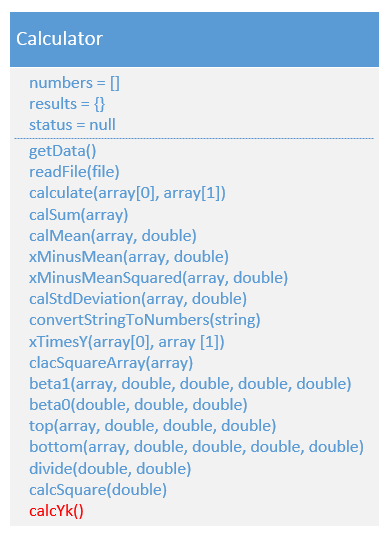 Calculator
numbers = []
results = {}
status = null
getData()
readFile(file)
calculate(array[0], array[1])
calSum(array)
calMean(array, double)
xMinusMean(array, double)
xMinusMeanSquared(array, double)
calStdDeviation(array, double)
convertStringToNumbers(string)
xTimesY(array[0], array [1])
clacSquareArray(array)
beta1(array, double, double, double, double)
beta0(double, double, double)
top(array, double, double, double)
bottom(array, double, double, double, double)
divide(double, double)
calcSquare(double)
calcYk()